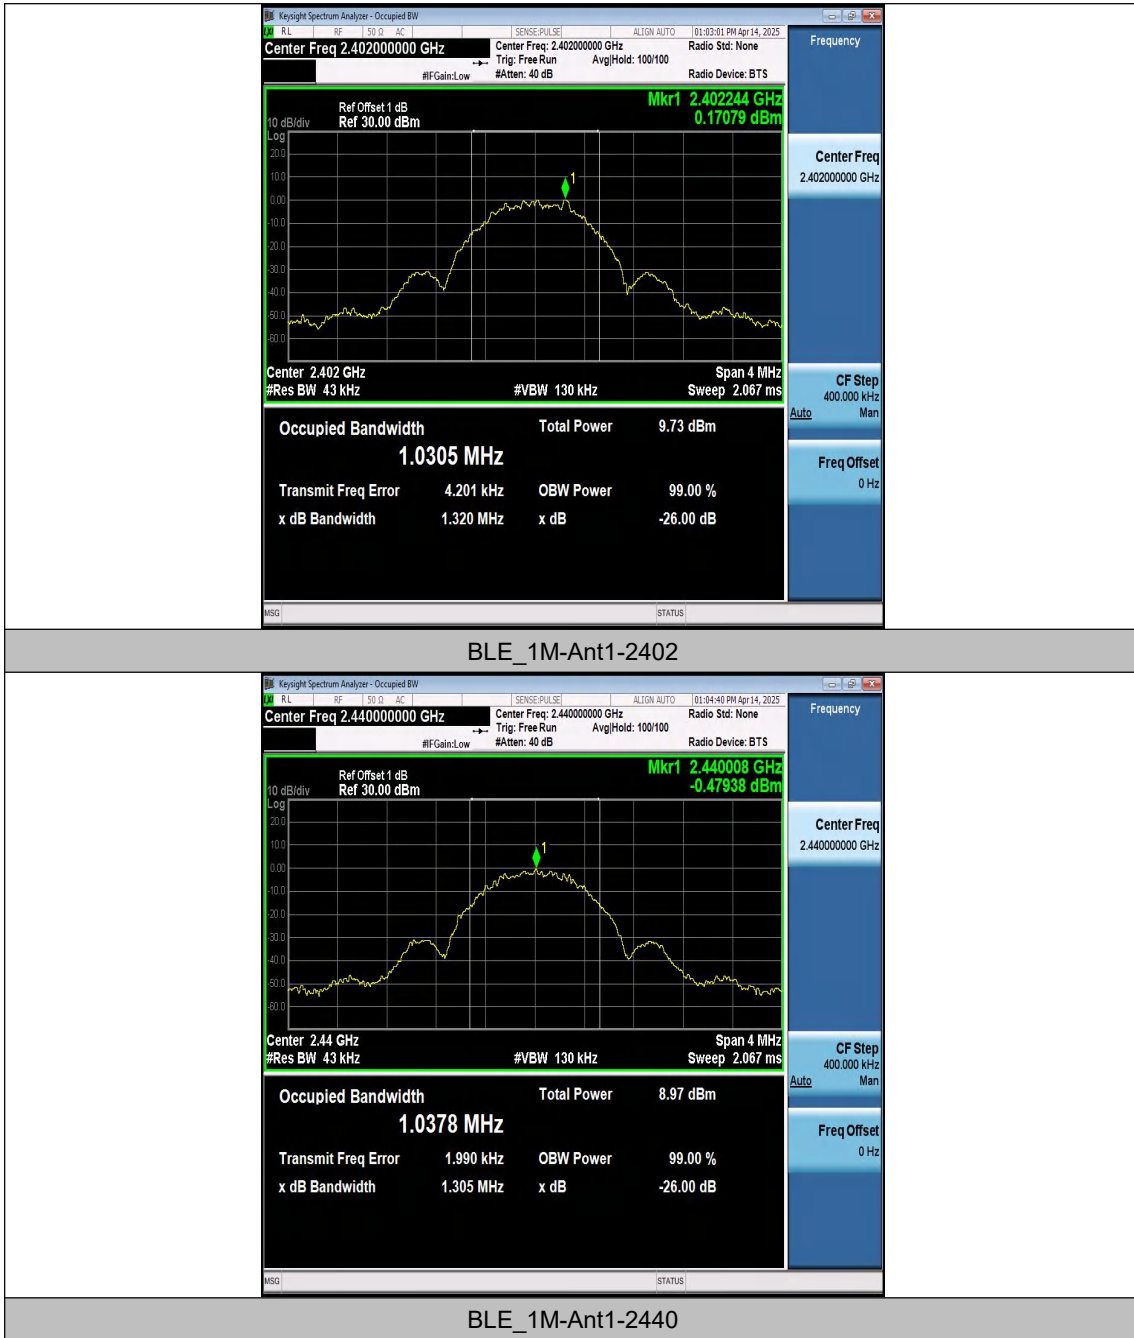 Keysight Spectrum Analyzer - Occupied BW
RL RF 50 Ω AC SENSE:PULSE ALIGN AUTO 01:03:01 PM Apr 14, 2025
Center Freq 2.402000000 GHz
Center Freq: 2.402000000 GHz Radio Std: None
Trig: Free Run Avg|Hold: 100/100
#IFGain:Low #Atten: 40 dB Radio Device: BTS
Frequency
Mkr1 2.402244 GHz
0.17079 dBm
Ref Offset 1 dB
10 dB/div Ref 30.00 dBm
Log
20.0
10.0
0.00
-10.0
-20.0
-30.0
-40.0
-50.0
-60.0
1
Center Freq
2.402000000 GHz
Center 2.402 GHz Span 4 MHz
#Res BW 43 kHz #VBW 130 kHz Sweep 2.067 ms
CF Step
400.000 kHz
Auto Man
Occupied Bandwidth Total Power 9.73 dBm
1.0305 MHz
Freq Offset
0 Hz
Transmit Freq Error 4.201 kHz OBW Power 99.00 %
x dB Bandwidth 1.320 MHz x dB -26.00 dB
MSG STATUS
BLE_1M-Ant1-2402
Keysight Spectrum Analyzer - Occupied BW
RL RF 50 Ω AC SENSE:PULSE ALIGN AUTO 01:04:40 PM Apr 14, 2025
Center Freq 2.440000000 GHz
Center Freq: 2.440000000 GHz Radio Std: None
Trig: Free Run Avg|Hold: 100/100
#IFGain:Low #Atten: 40 dB Radio Device: BTS
Frequency
Mkr1 2.440008 GHz
-0.47938 dBm
Ref Offset 1 dB
10 dB/div Ref 30.00 dBm
Log
20.0
10.0
0.00
-10.0
-20.0
-30.0
-40.0
-50.0
-60.0
1
Center Freq
2.440000000 GHz
Center 2.44 GHz Span 4 MHz
#Res BW 43 kHz #VBW 130 kHz Sweep 2.067 ms
CF Step
400.000 kHz
Auto Man
Occupied Bandwidth Total Power 8.97 dBm
1.0378 MHz
Freq Offset
0 Hz
Transmit Freq Error 1.990 kHz OBW Power 99.00 %
x dB Bandwidth 1.305 MHz x dB -26.00 dB
MSG STATUS
BLE_1M-Ant1-2440